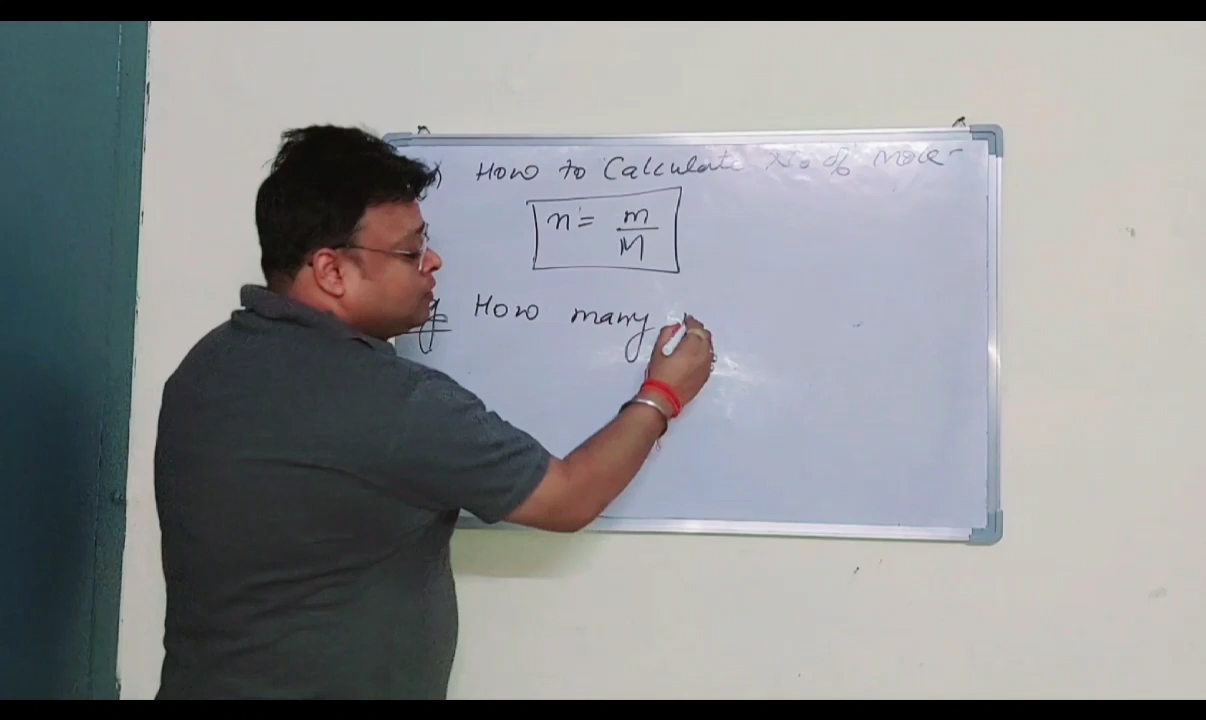 How to Calculate No of Mole-
n = m/M
How many